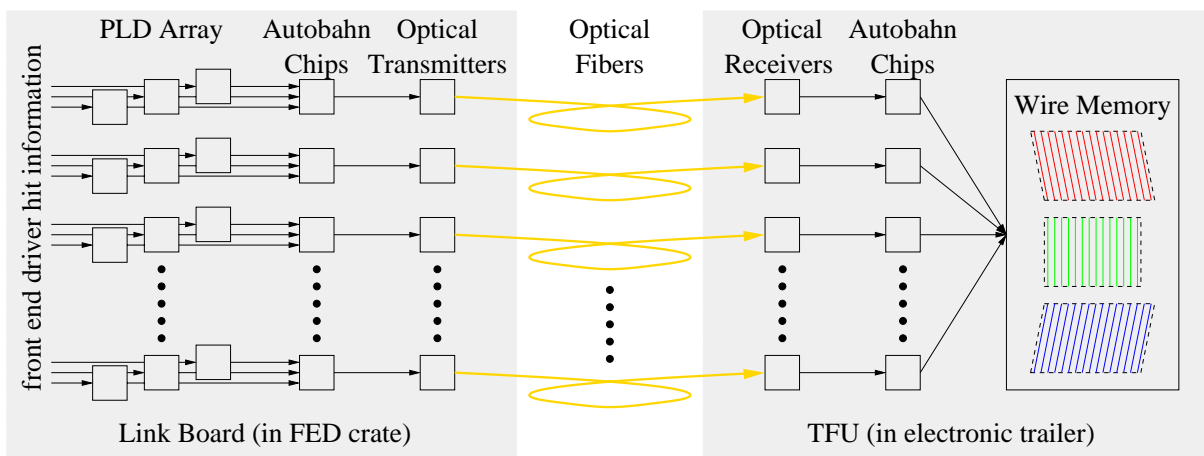 PLD Array
Autobahn
Chips
Optical
Transmitters
Optical
Fibers
Optical
Receivers
Autobahn
Chips
Wire Memory
front end driver hit information
Link Board (in FED crate)
TFU (in electronic trailer)